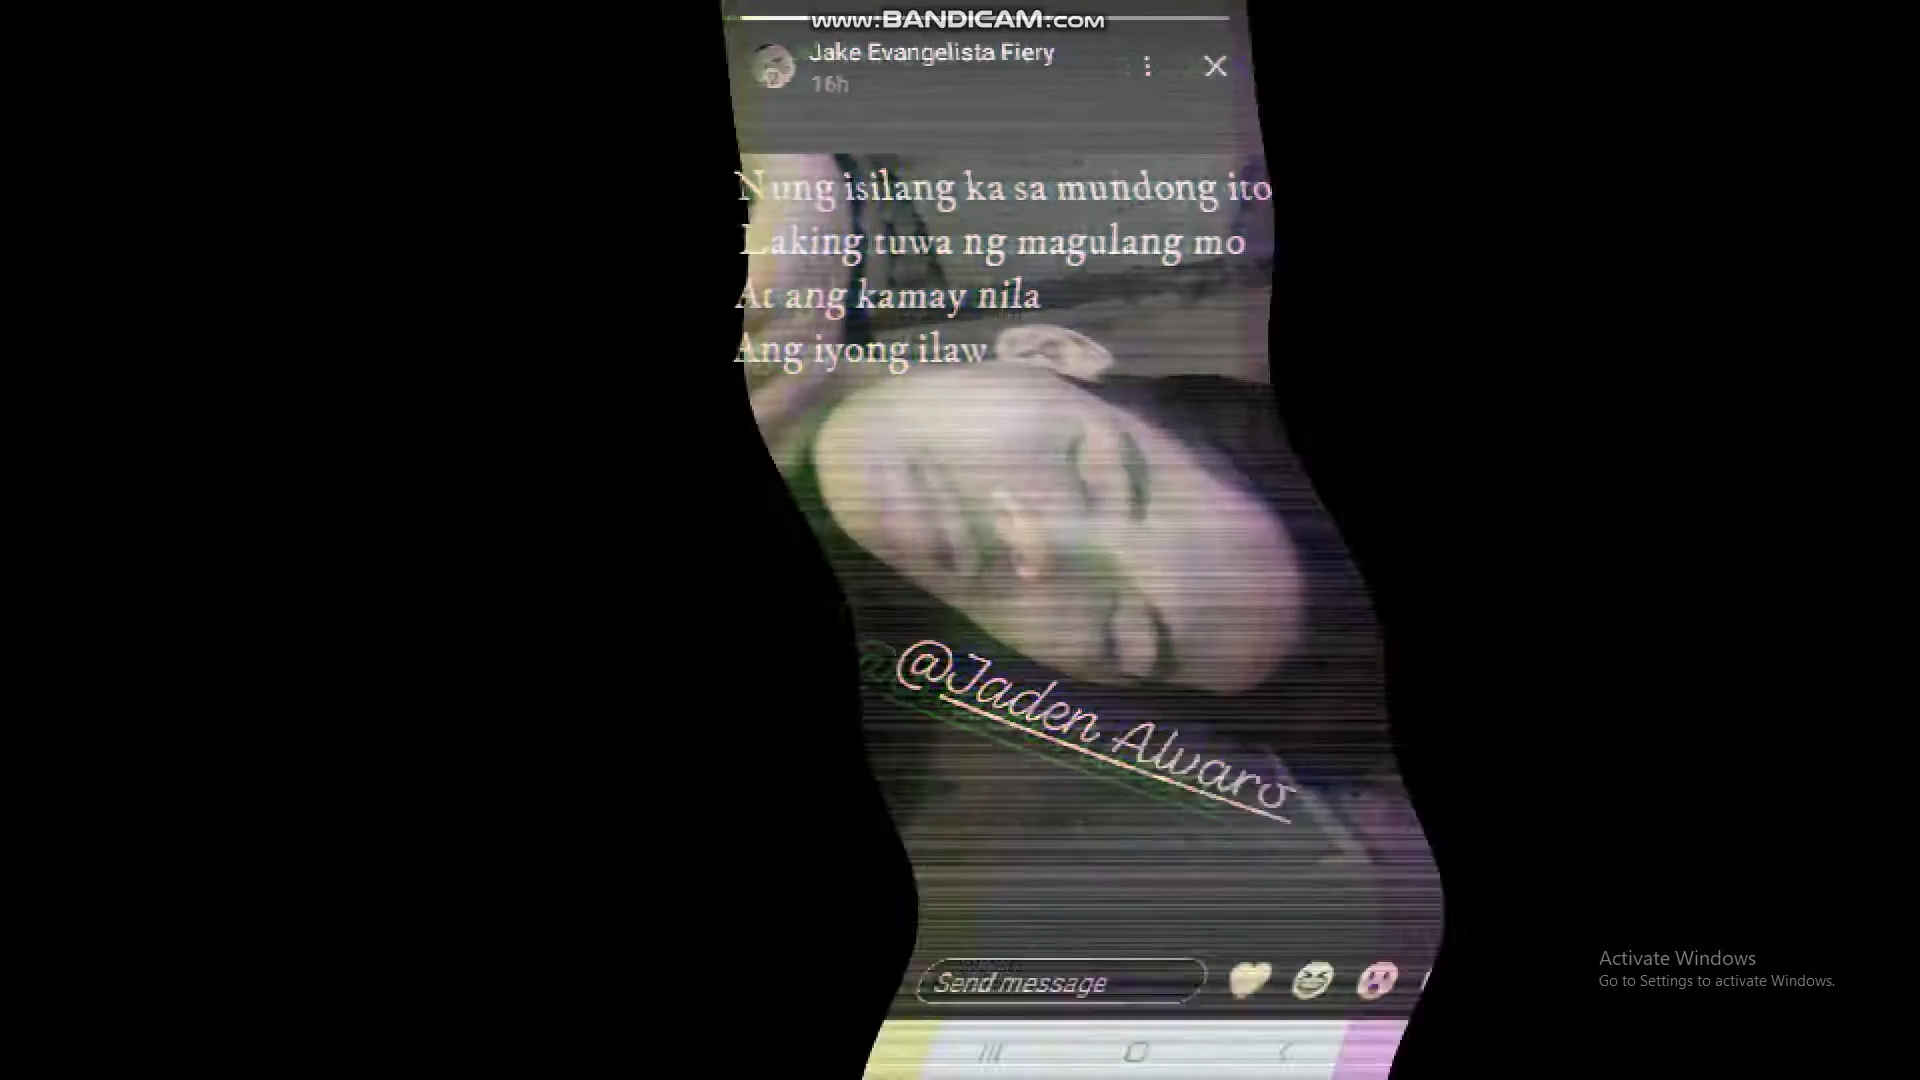 www.BANDICAM.com
Jake Evangelista Fiery
16h
Nung isilang ka sa mundong ito
Laking tuwa ng magulang mo
At ang kamay nila
Ang iyong ilaw
@Jaden Alvaro
Send message
Activate Windows
Go to Settings to activate Windows.